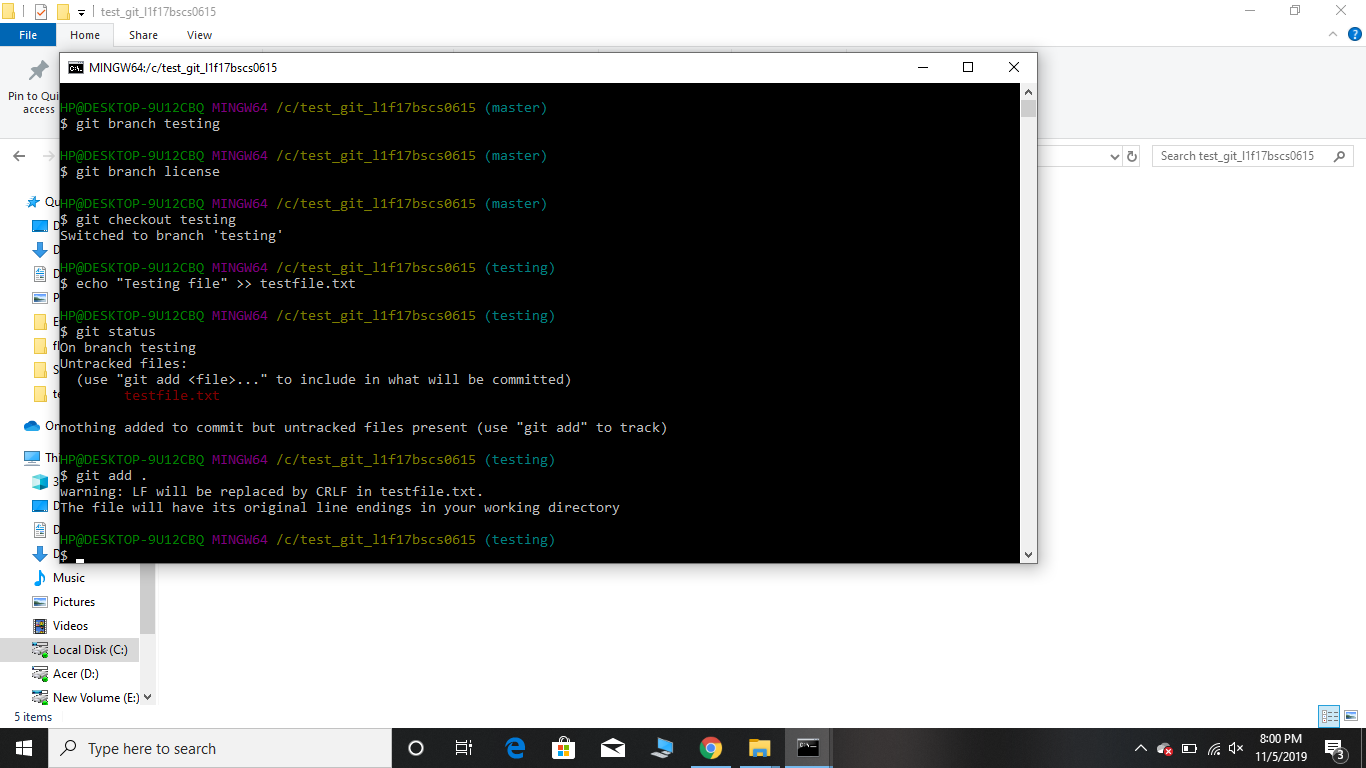 test_git_l1f17bscs0615
File Home Share View
Pin to Qui
access
MINGW64:/c/test_git_l1f17bscs0615
Search test_git_l1f17bscs0615
HP@DESKTOP-9U12CBQ MINGW64 /c/test_git_l1f17bscs0615 (master)
$ git branch testing
HP@DESKTOP-9U12CBQ MINGW64 /c/test_git_l1f17bscs0615 (master)
$ git branch license
HP@DESKTOP-9U12CBQ MINGW64 /c/test_git_l1f17bscs0615 (master)
$ git checkout testing
Switched to branch 'testing'
HP@DESKTOP-9U12CBQ MINGW64 /c/test_git_l1f17bscs0615 (testing)
$ echo "Testing file" >> testfile.txt
HP@DESKTOP-9U12CBQ MINGW64 /c/test_git_l1f17bscs0615 (testing)
$ git status
On branch testing
Untracked files:
(use "git add <file>..." to include in what will be committed)
testfile.txt
nothing added to commit but untracked files present (use "git add" to track)
HP@DESKTOP-9U12CBQ MINGW64 /c/test_git_l1f17bscs0615 (testing)
$ git add .
warning: LF will be replaced by CRLF in testfile.txt.
The file will have its original line endings in your working directory
HP@DESKTOP-9U12CBQ MINGW64 /c/test_git_l1f17bscs0615 (testing)
$
Music
Pictures
Videos
Local Disk (C:)
Acer (D:)
New Volume (E:)
5 items
Type here to search
8:00 PM
11/5/2019
3